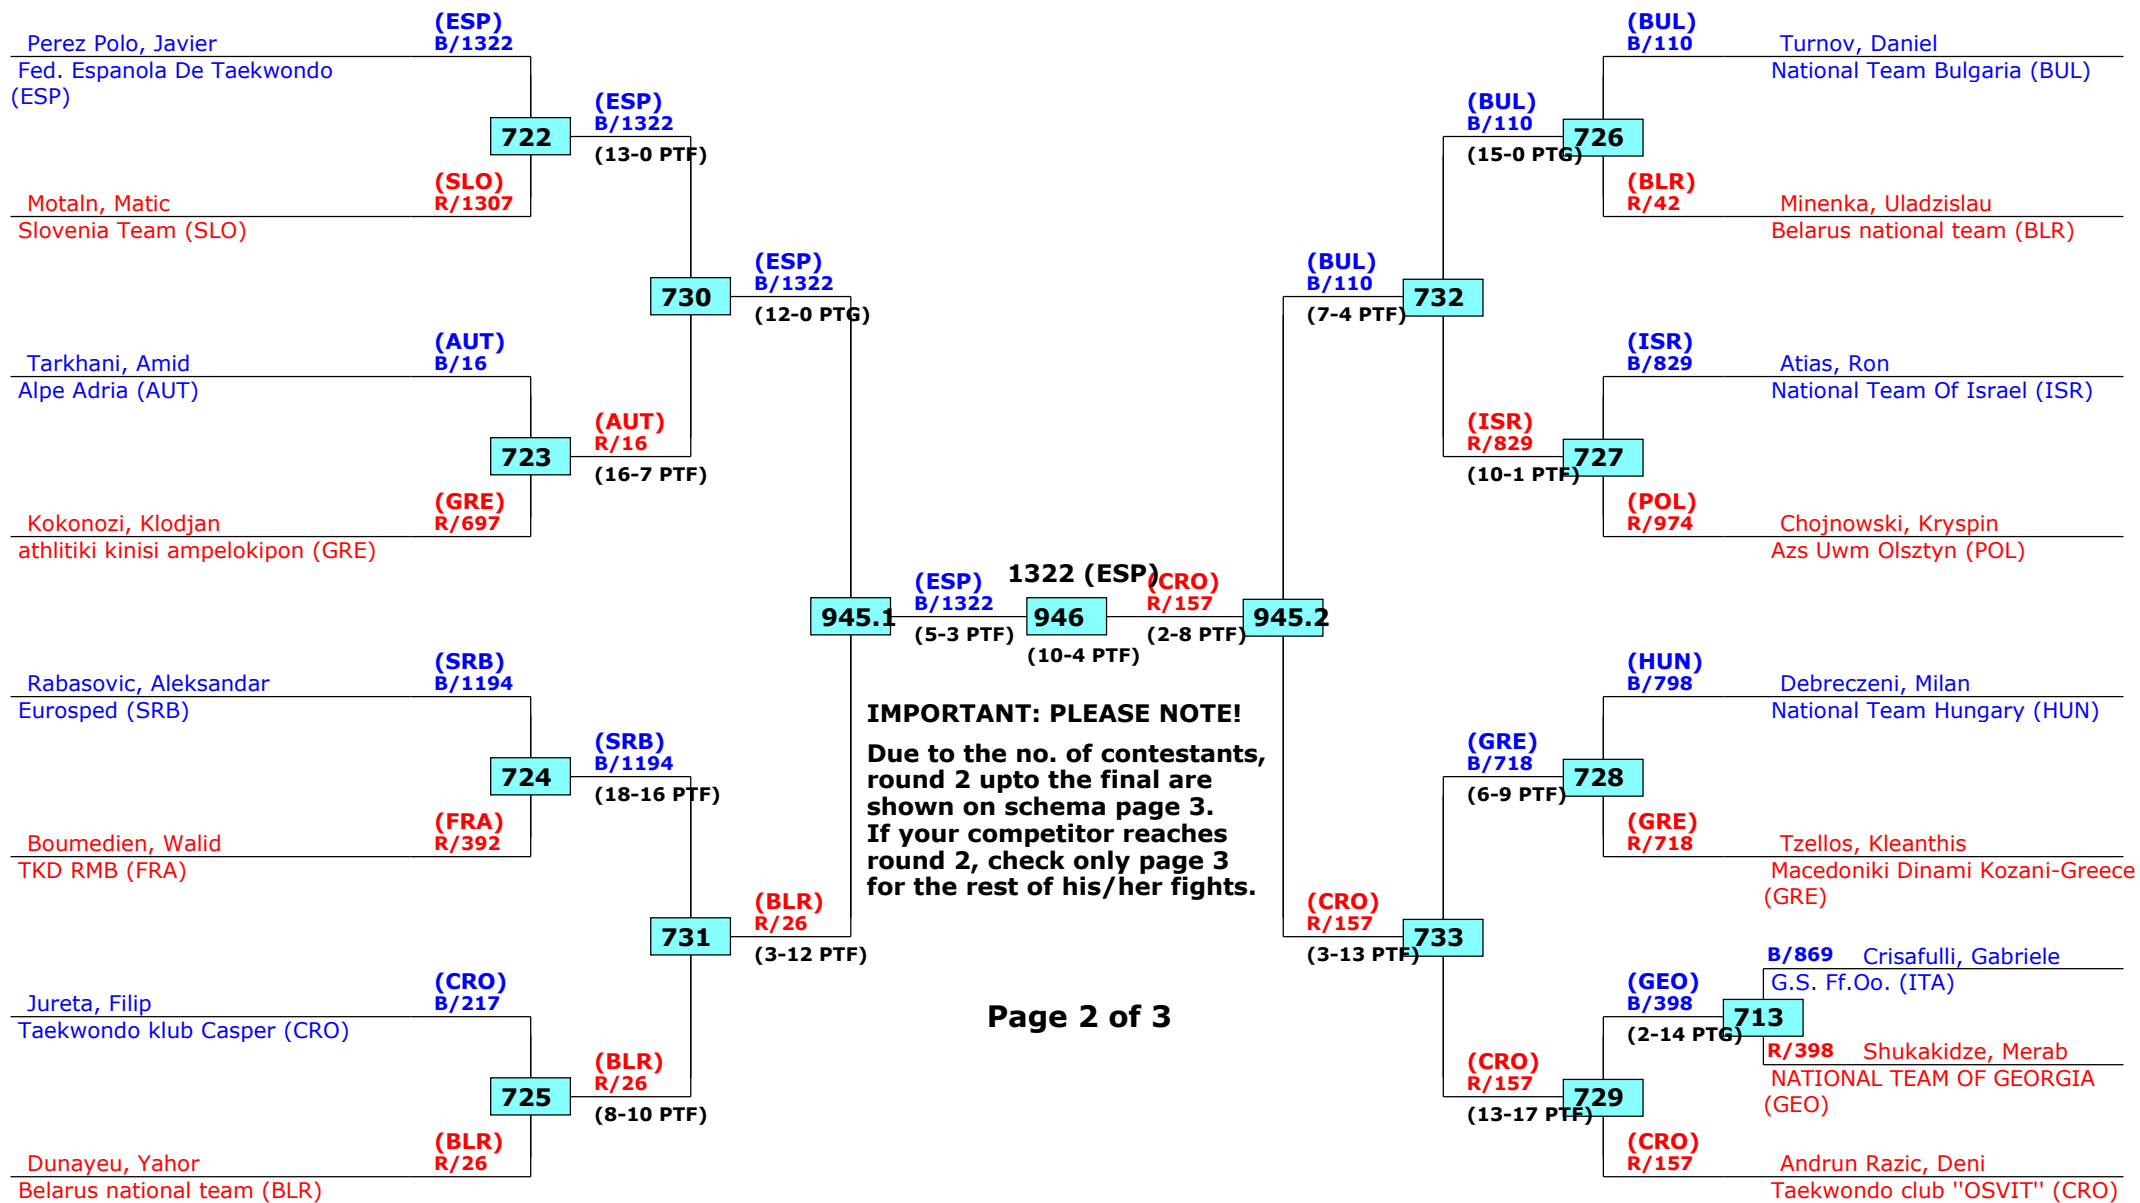 (ESP)
Perez Polo, Javier B/1322
Fed. Espanola De Taekwondo
(ESP)
(ESP)
B/1322
722
(13-0 PTF)
(SLO)
Motaln, Matic R/1307
Slovenia Team (SLO)
(ESP)
B/1322
730
(12-0 PTG)
(AUT)
Tarkhani, Amid B/16
Alpe Adria (AUT)
(AUT)
R/16
723
(16-7 PTF)
(GRE)
Kokonozi, Klodjan R/697
athlitiki kinisi ampelokipon (GRE)
945.1
(ESP)
B/1322
(5-3 PTF)
1322 (ESP)
946
(10-4 PTF)
(CRO)
R/157
(2-8 PTF)
945.2
(SRB)
Rabasovic, Aleksandar B/1194
Eurosped (SRB)
(SRB)
B/1194
724
(18-16 PTF)
(FRA)
Boumedien, Walid R/392
TKD RMB (FRA)
(BLR)
R/26
731
(3-12 PTF)
(CRO)
Jureta, Filip B/217
Taekwondo klub Casper (CRO)
(BLR)
R/26
725
(8-10 PTF)
(BLR)
Dunayeu, Yahor R/26
Belarus national team (BLR)
IMPORTANT: PLEASE NOTE!
Due to the no. of contestants,
round 2 upto the final are
shown on schema page 3.
If your competitor reaches
round 2, check only page 3
for the rest of his/her fights.
Page 2 of 3
(BUL)
B/110 Turnov, Daniel
National Team Bulgaria (BUL)
(BUL)
B/110
726
(15-0 PTG)
(BLR)
R/42 Minenka, Uladzislau
Belarus national team (BLR)
(BUL)
B/110
732
(7-4 PTF)
(ISR)
B/829 Atias, Ron
National Team Of Israel (ISR)
(ISR)
R/829
727
(10-1 PTF)
(POL)
R/974 Chojnowski, Kryspin
Azs Uwm Olsztyn (POL)
(HUN)
B/798 Debreczeni, Milan
National Team Hungary (HUN)
(GRE)
B/718
728
(6-9 PTF)
(GRE)
R/718 Tzellos, Kleanthis
Macedoniki Dinami Kozani-Greece
(GRE)
(CRO)
R/157
733
(3-13 PTF)
B/869 Crisafulli, Gabriele
G.S. Ff.Oo. (ITA)
(GEO)
B/398
713
(2-14 PTG)
R/398 Shukakidze, Merab
NATIONAL TEAM OF GEORGIA
(GEO)
(CRO)
R/157
729
(13-17 PTF)
(CRO)
R/157 Andrun Razic, Deni
Taekwondo club "OSVIT" (CRO)